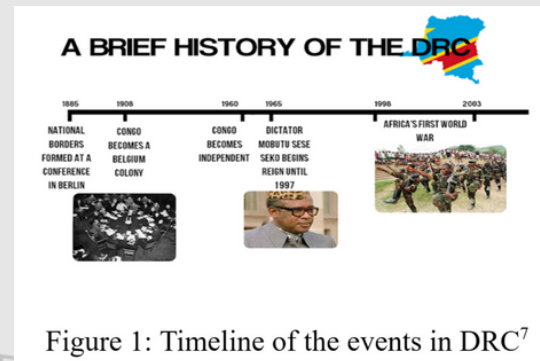 A BRIEF HISTORY OF THE DRC
1885
1908
1960
1965
1998
2003
NATIONAL
BORDERS
FORMED AT A
CONFERENCE
IN BERLIN
CONGO
BECOMES A
BELGIUM
COLONY
CONGO
BECOMES
INDEPENDENT
DICTATOR
MOBUTU SESE
SEKO BEGINS
REIGN UNTIL
1997
AFRICA'S FIRST WORLD
WAR
Figure 1: Timeline of the events in DRC7